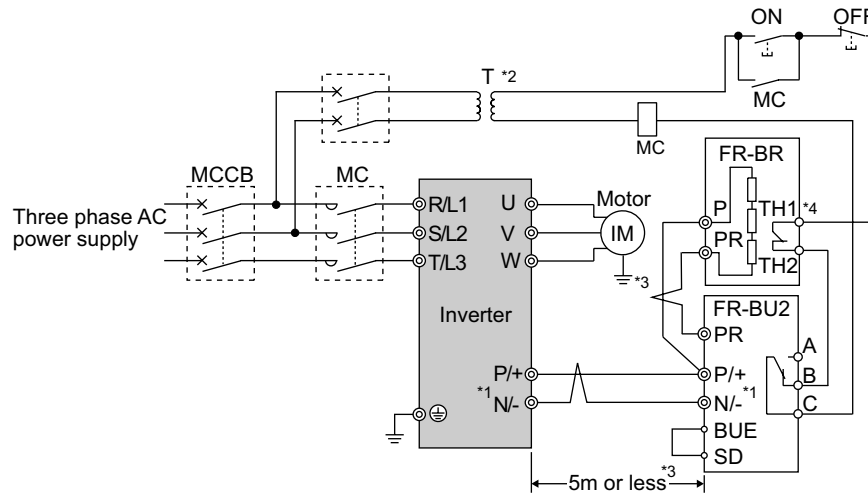 ON
OFF
T *2
MC
MC
FR-BR
MCCB
MC
P
TH1
*4
PR
TH2
Three phase AC
power supply
R/L1
S/L2
T/L3
U
V
W
Motor
IM
*3
Inverter
FR-BU2
PR
A
B
C
P/+
*1 N/-
P/+
N/- *1
BUE
SD
5m or less *3